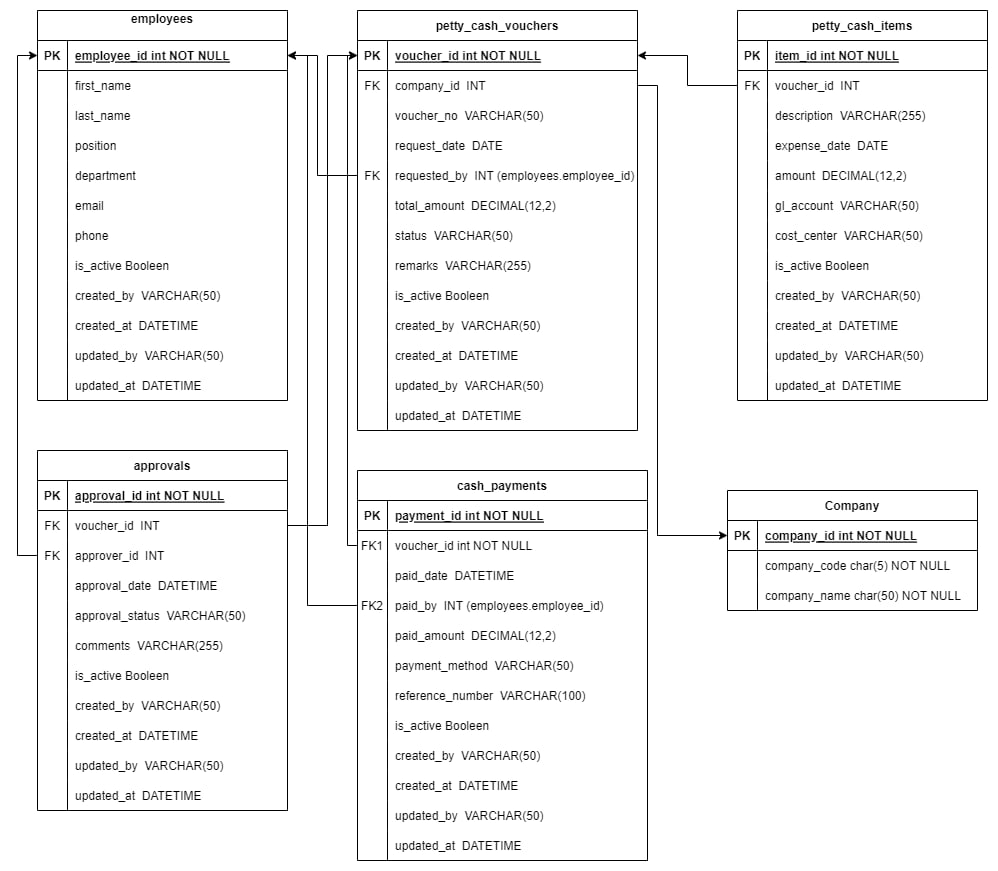 employees
PK employee_id int NOT NULL
first_name
last_name
position
department
email
phone
is_active Booleen
created_by VARCHAR(50)
created_at DATETIME
updated_by VARCHAR(50)
updated_at DATETIME
petty_cash_vouchers
PK voucher_id int NOT NULL
FK company_id INT
voucher_no VARCHAR(50)
request_date DATE
FK requested_by INT (employees.employee_id)
total_amount DECIMAL(12,2)
status VARCHAR(50)
remarks VARCHAR(255)
is_active Booleen
created_by VARCHAR(50)
created_at DATETIME
updated_by VARCHAR(50)
updated_at DATETIME
petty_cash_items
PK item_id int NOT NULL
FK voucher_id INT
description VARCHAR(255)
expense_date DATE
amount DECIMAL(12,2)
gl_account VARCHAR(50)
cost_center VARCHAR(50)
is_active Booleen
created_by VARCHAR(50)
created_at DATETIME
updated_by VARCHAR(50)
updated_at DATETIME
approvals
PK approval_id int NOT NULL
FK voucher_id INT
FK approver_id INT
approval_date DATETIME
approval_status VARCHAR(50)
comments VARCHAR(255)
is_active Booleen
created_by VARCHAR(50)
created_at DATETIME
updated_by VARCHAR(50)
updated_at DATETIME
cash_payments
PK payment_id int NOT NULL
FK1 voucher_id int NOT NULL
paid_date DATETIME
FK2 paid_by INT (employees.employee_id)
paid_amount DECIMAL(12,2)
payment_method VARCHAR(50)
reference_number VARCHAR(100)
is_active Booleen
created_by VARCHAR(50)
created_at DATETIME
updated_by VARCHAR(50)
updated_at DATETIME
Company
PK company_id int NOT NULL
company_code char(5) NOT NULL
company_name char(50) NOT NULL